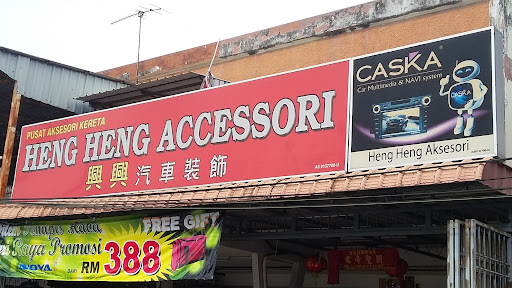 PUSAT AKSESORI KERETA
HENG HENG ACCESSORI
興興 汽車裝飾
CASKA
Car Multimedia & NAVI system
CASKA
Heng Heng Aksesori
FREE GIFT
Raya Promosi
RM 388